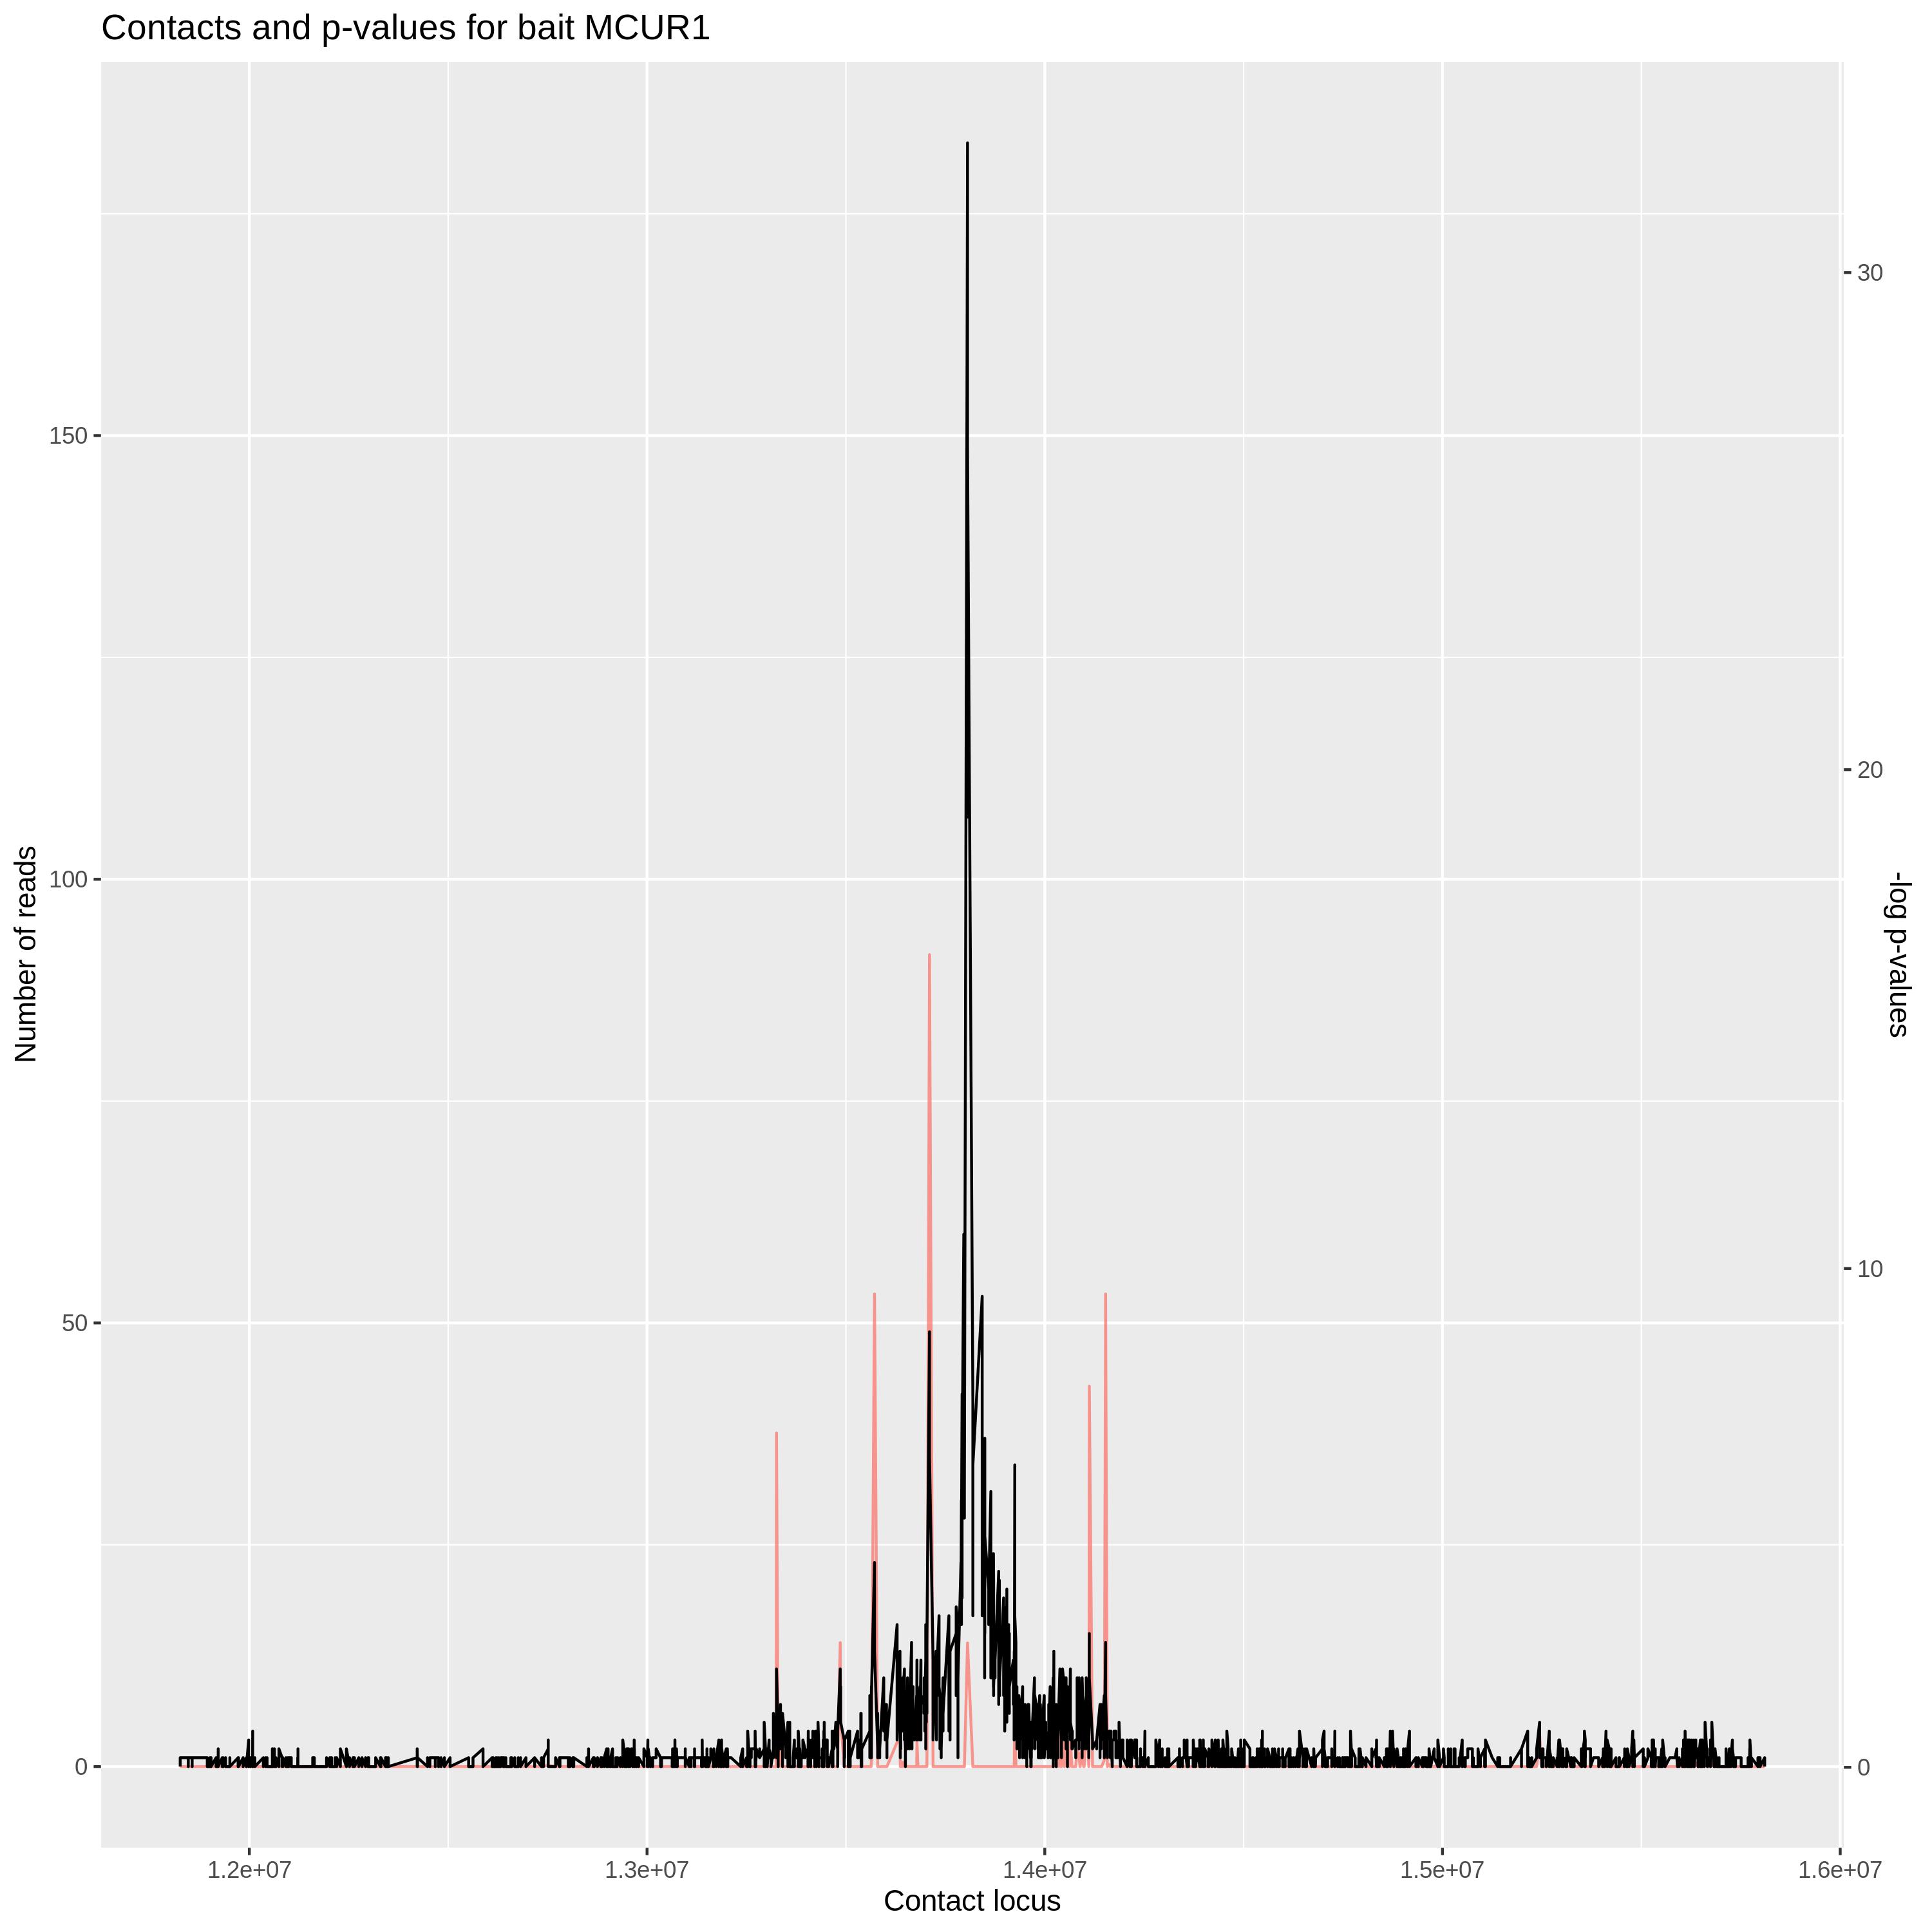 Contacts and p-values for bait MCUR1
Number of reads
150
100
50
0
30
20
10
0
-log p-values
1.2e+07
1.3e+07
1.4e+07
1.5e+07
1.6e+07
Contact locus